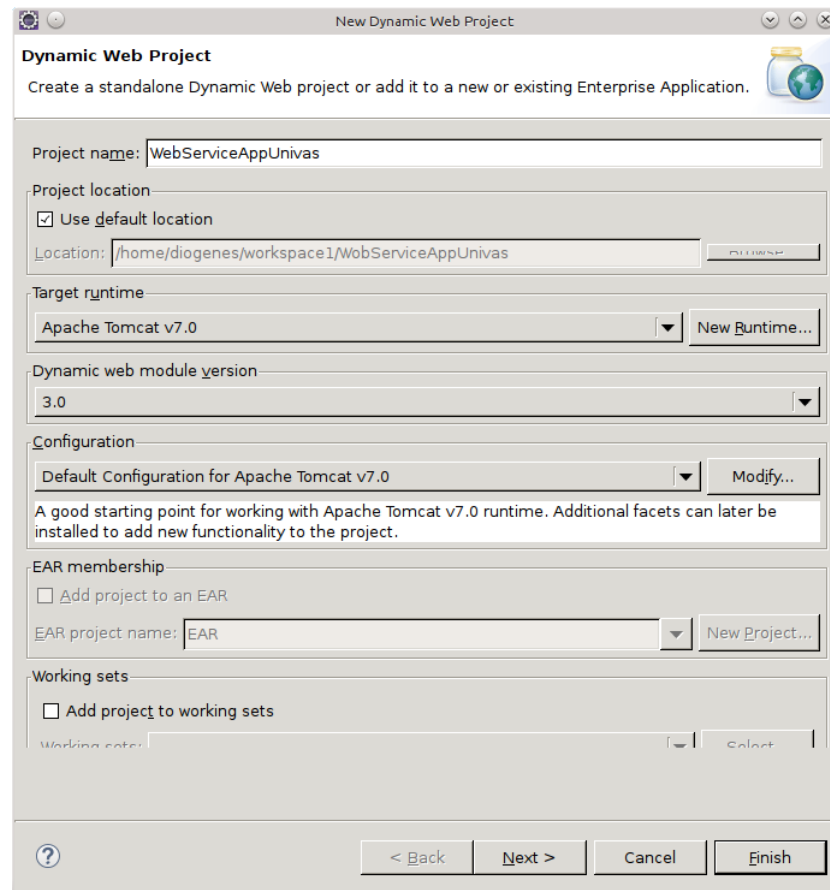 New Dynamic Web Project
Dynamic Web Project
Create a standalone Dynamic Web project or add it to a new or existing Enterprise Application.
Project name: WebServiceAppUnivas
Project location
Use default location
Location: /home/diogenes/workspace1/WobServiceAppUnivas
Target runtime
Apache Tomcat v7.0 New Runtime...
Dynamic web module version
3.0
Configuration
Default Configuration for Apache Tomcat v7.0 Modify...
A good starting point for working with Apache Tomcat v7.0 runtime. Additional facets can later be
installed to add new functionality to the project.
EAR membership
Add project to an EAR
EAR project name: EAR New Project...
Working sets
Add project to working sets
Working sets: Select...
? < Back Next > Cancel Finish